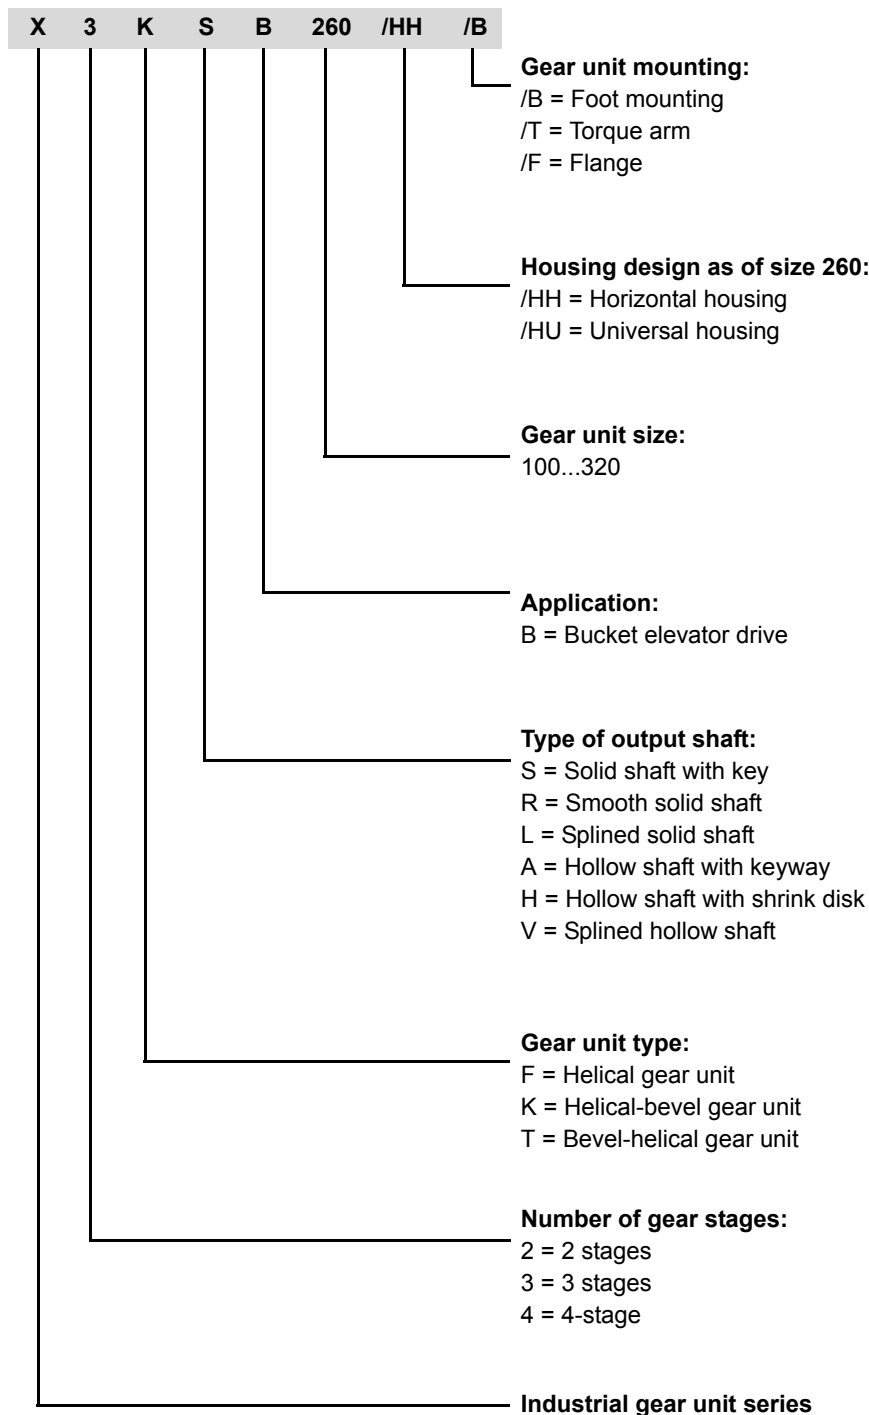 X 3 K S B 260 /HH /B
Gear unit mounting:
/B = Foot mounting
/T = Torque arm
/F = Flange
Housing design as of size 260:
/HH = Horizontal housing
/HU = Universal housing
Gear unit size:
100...320
Application:
B = Bucket elevator drive
Type of output shaft:
S = Solid shaft with key
R = Smooth solid shaft
L = Splined solid shaft
A = Hollow shaft with keyway
H = Hollow shaft with shrink disk
V = Splined hollow shaft
Gear unit type:
F = Helical gear unit
K = Helical-bevel gear unit
T = Bevel-helical gear unit
Number of gear stages:
2 = 2 stages
3 = 3 stages
4 = 4-stage
Industrial gear unit series